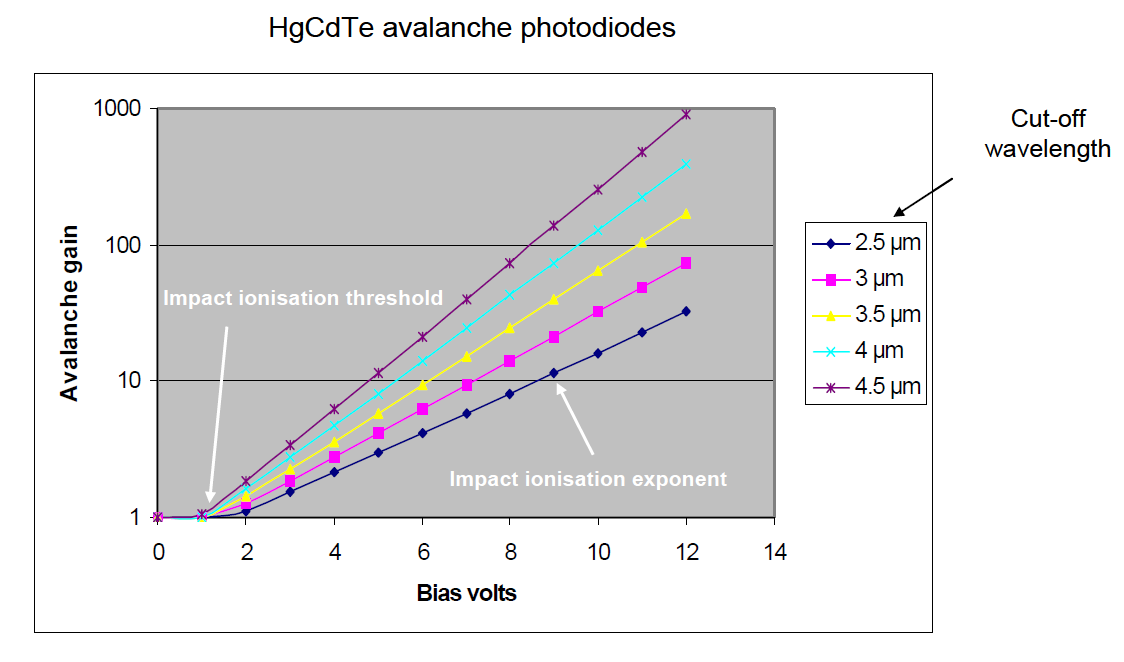 HgCdTe avalanche photodiodes
Cut-off
wavelength
1000
100
10
1
Avalanche gain
Impact ionisation threshold
Impact ionisation exponent
0 2 4 6 8 10 12 14
Bias volts
2.5 µm
3 µm
3.5 µm
4 µm
4.5 µm